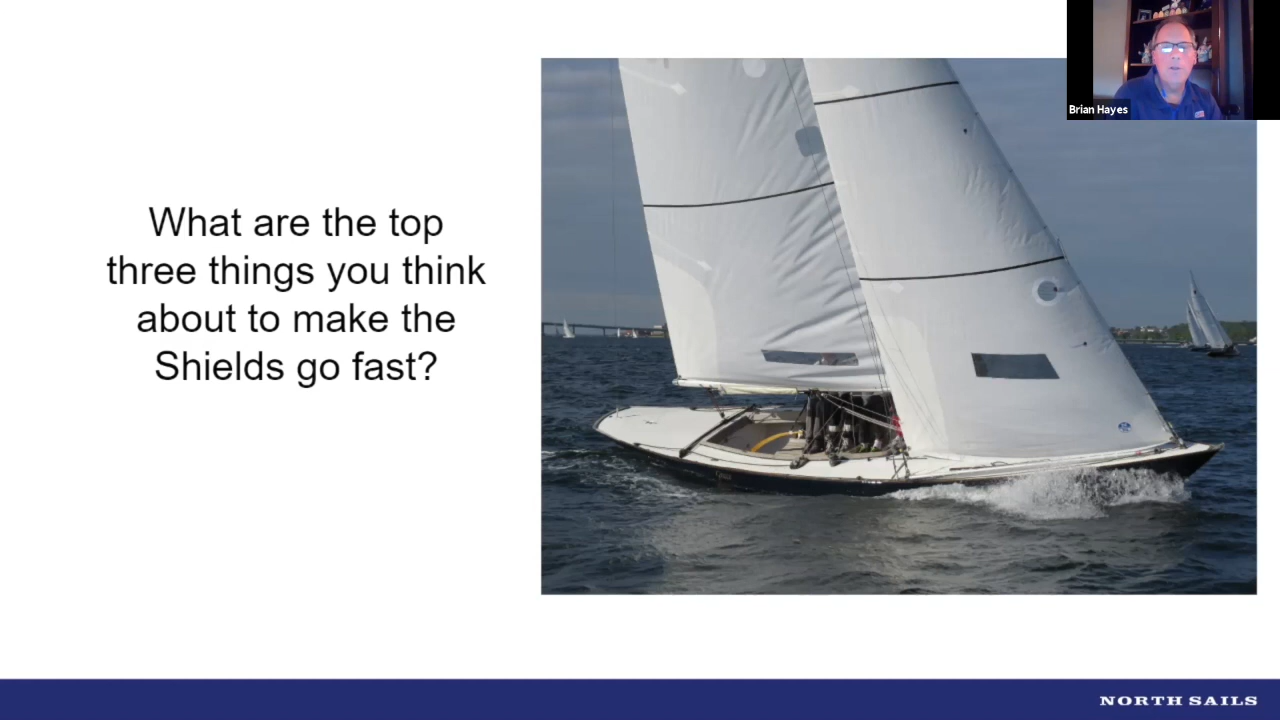 Brian Hayes
What are the top
three things you think
about to make the
Shields go fast?
NORTH SAILS